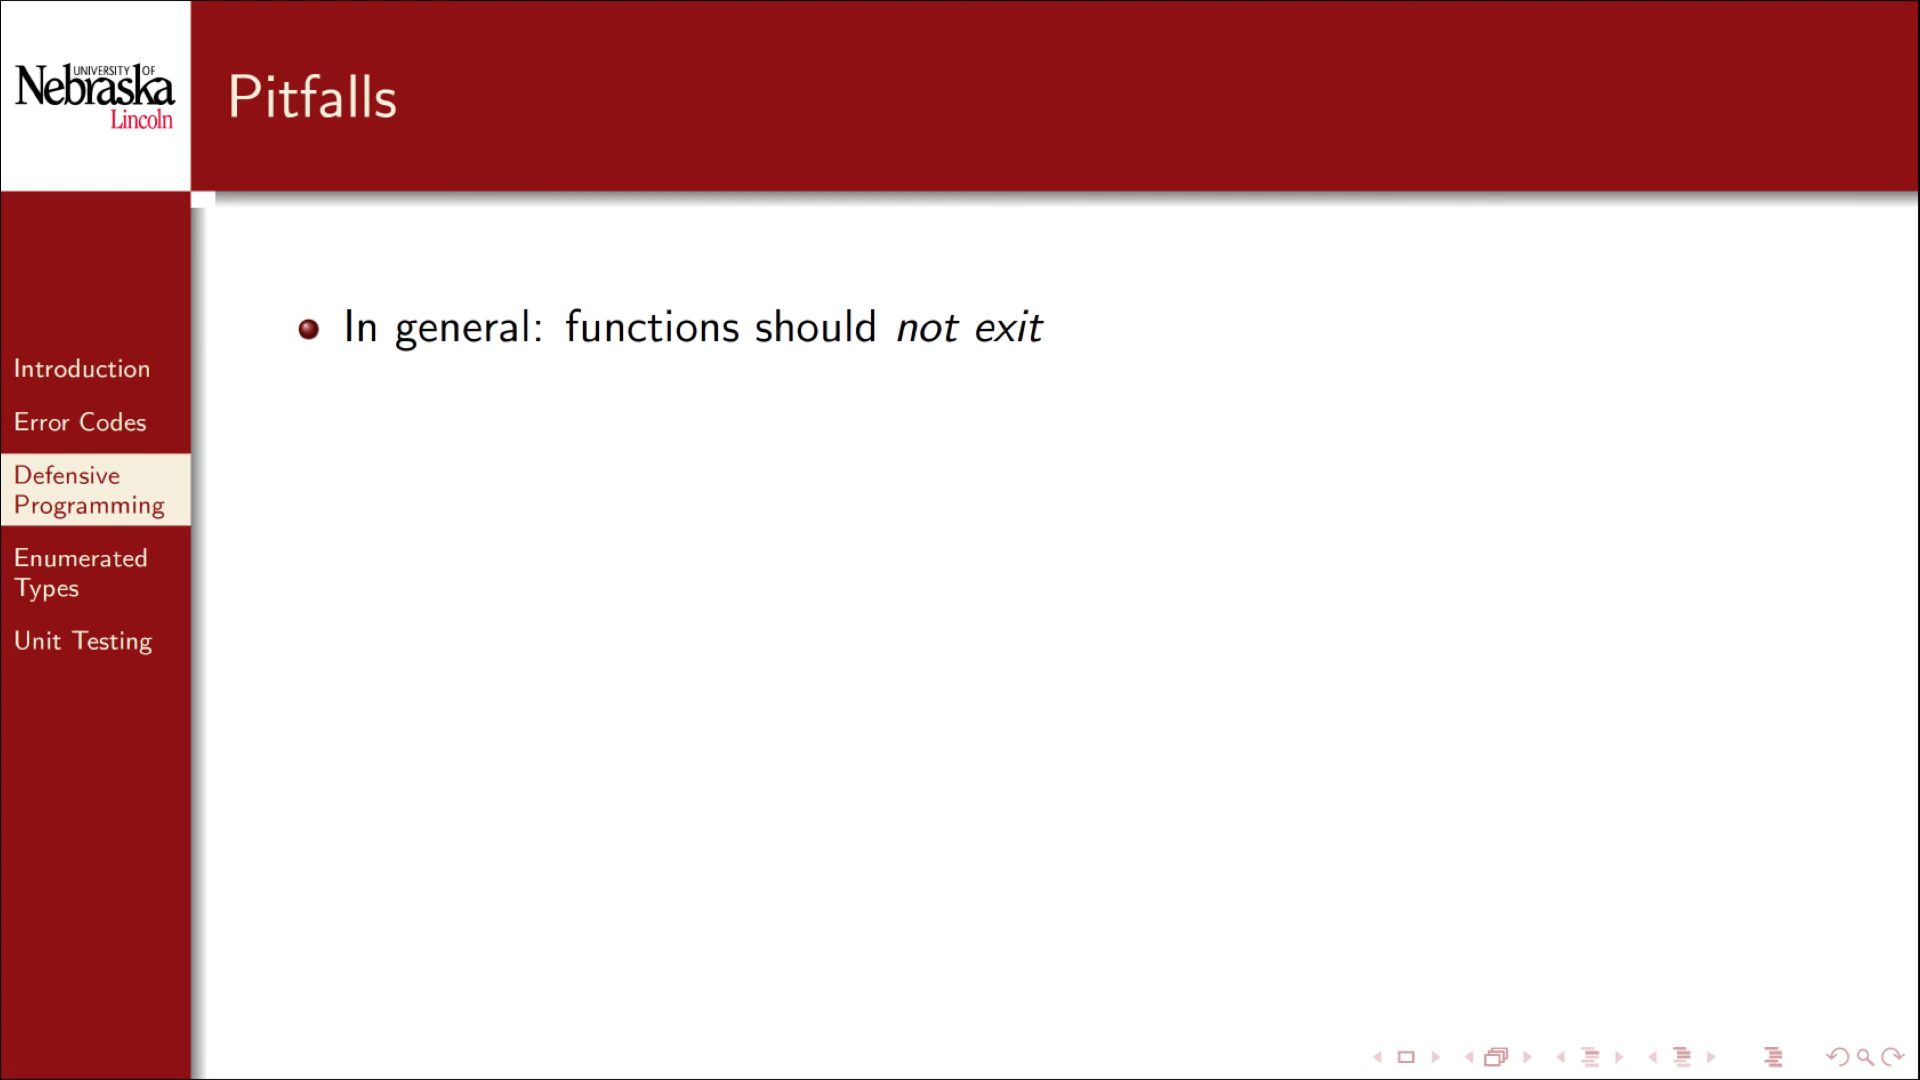 UNIVERSITY OF
Nebraska
Lincoln
Pitfalls
Introduction
Error Codes
Defensive
Programming
Enumerated
Types
Unit Testing
In general: functions should not exit